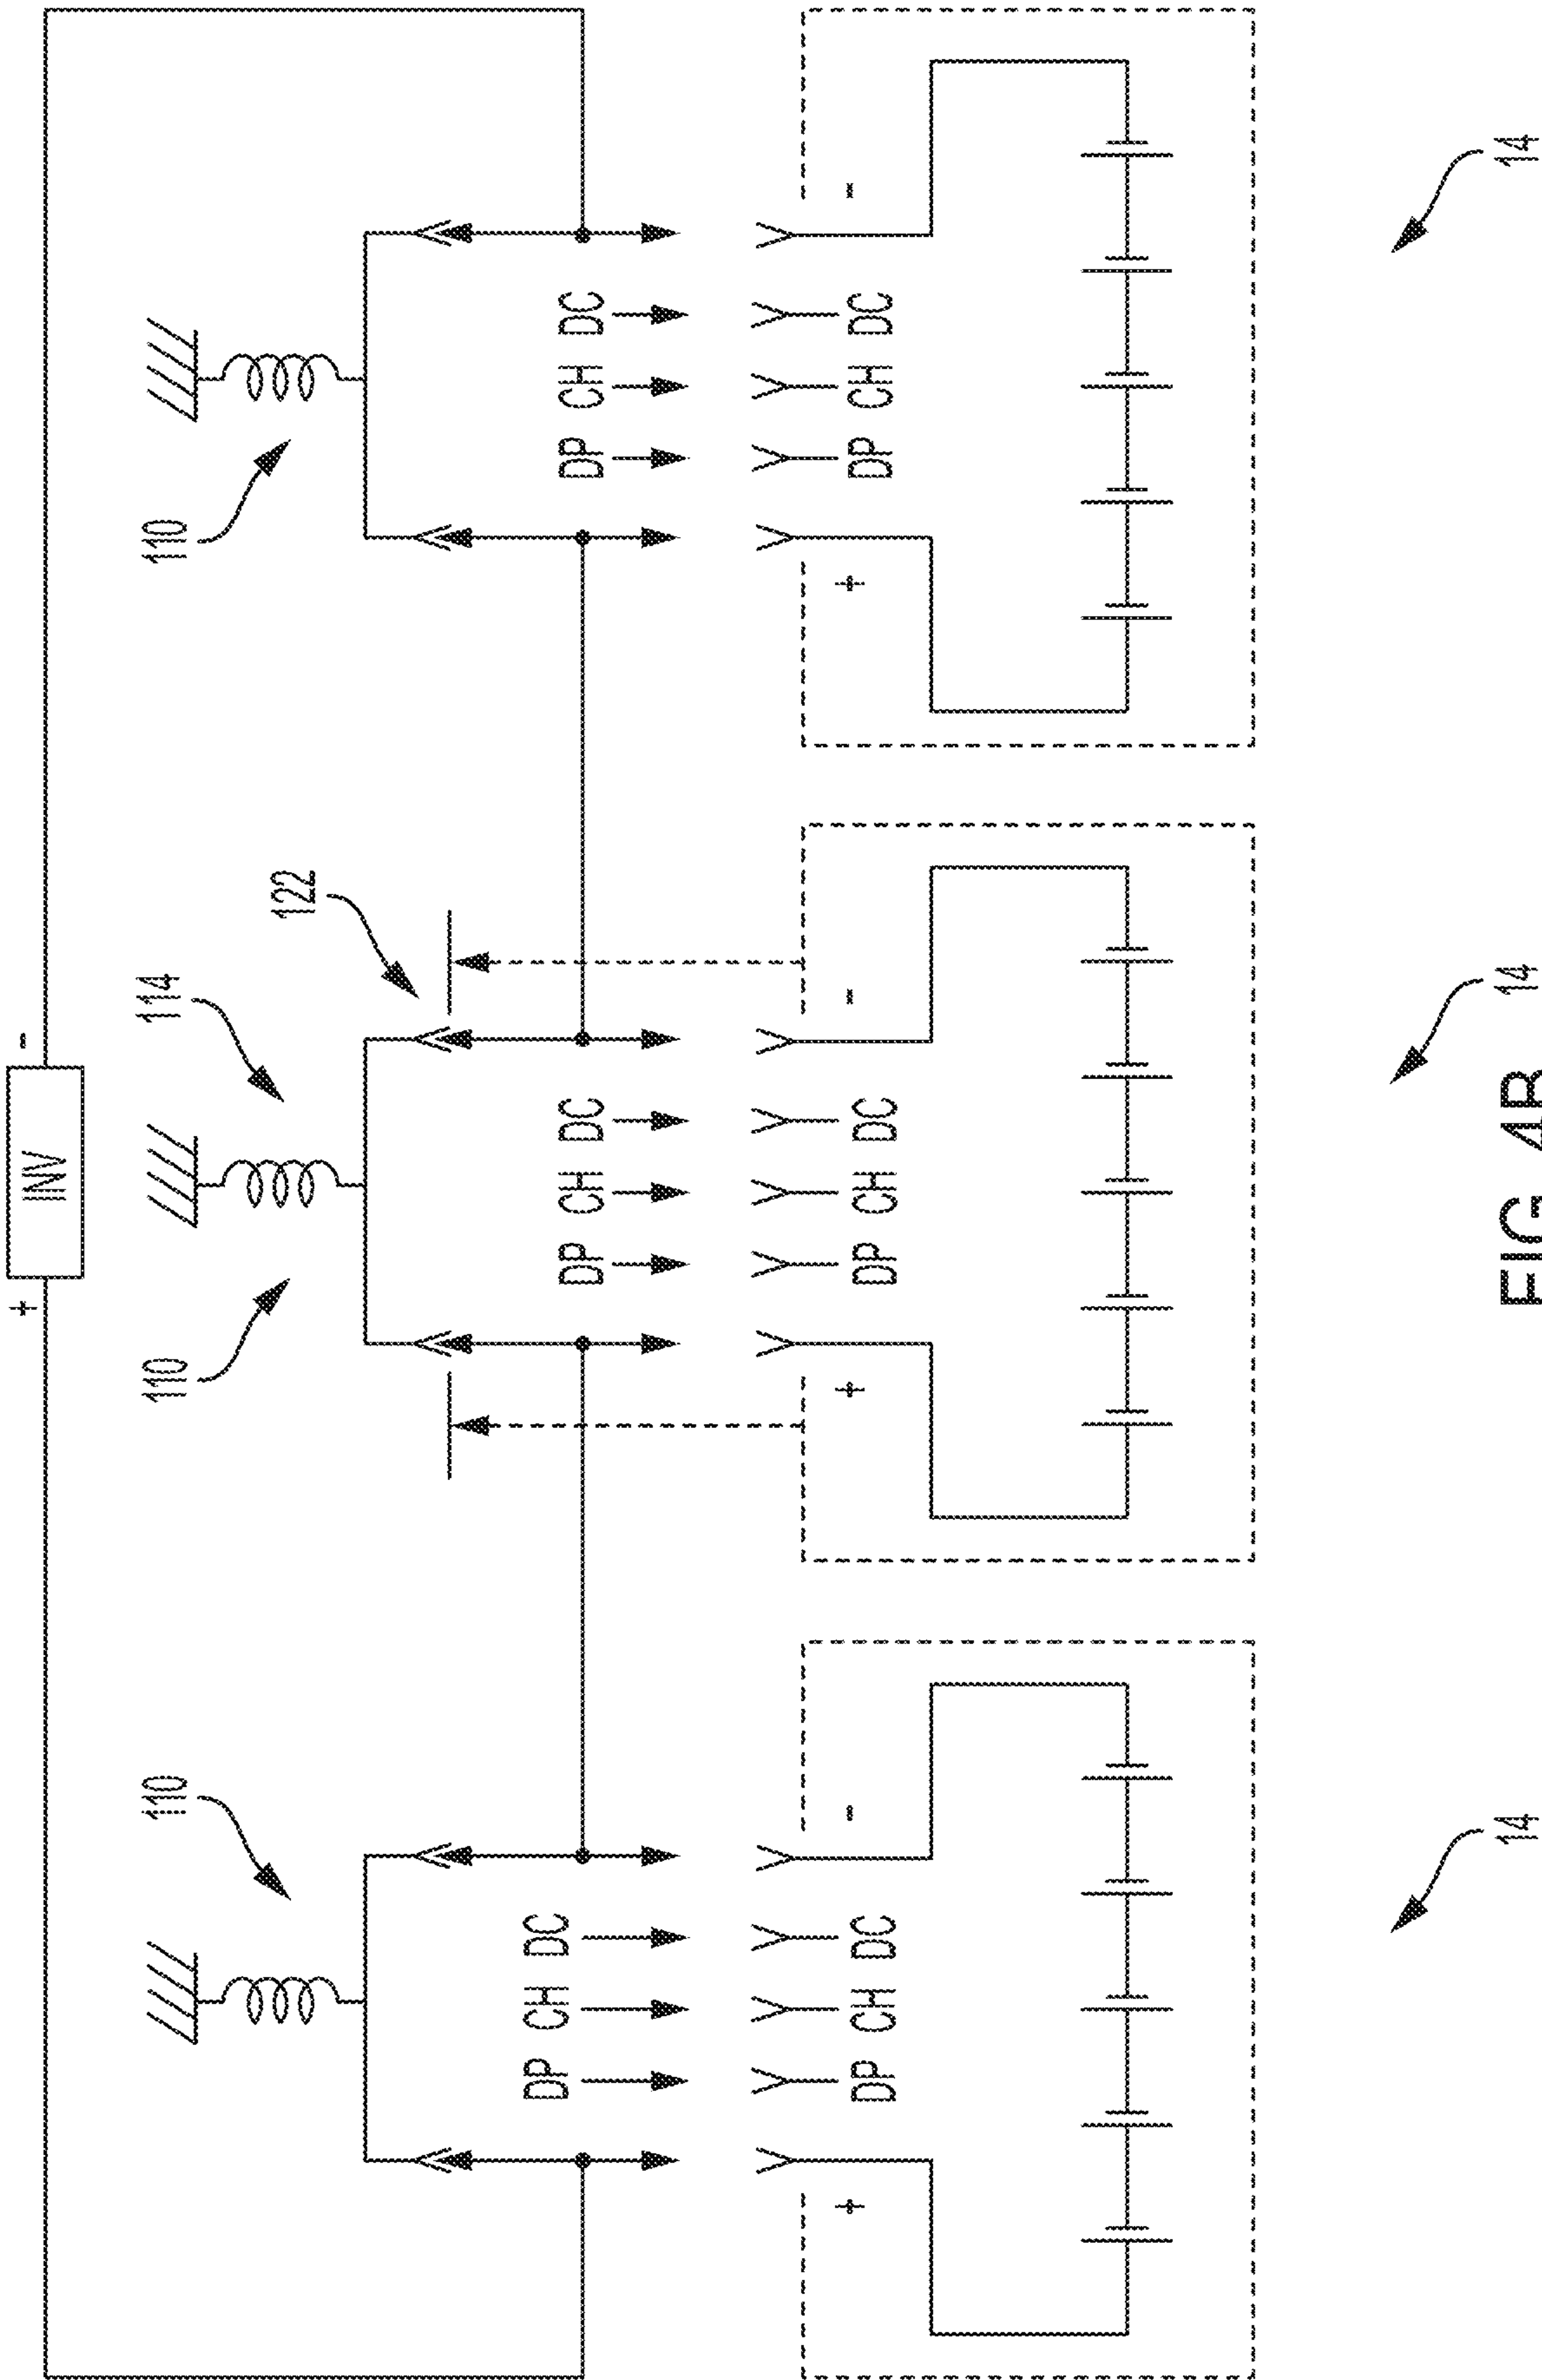 + INV -
110 110 114 110
122
DP CH DC DP CH DC DP CH DC
+ DP CH DC - + DP CH DC - + DP CH DC -
14 14 14
FIG. 4B